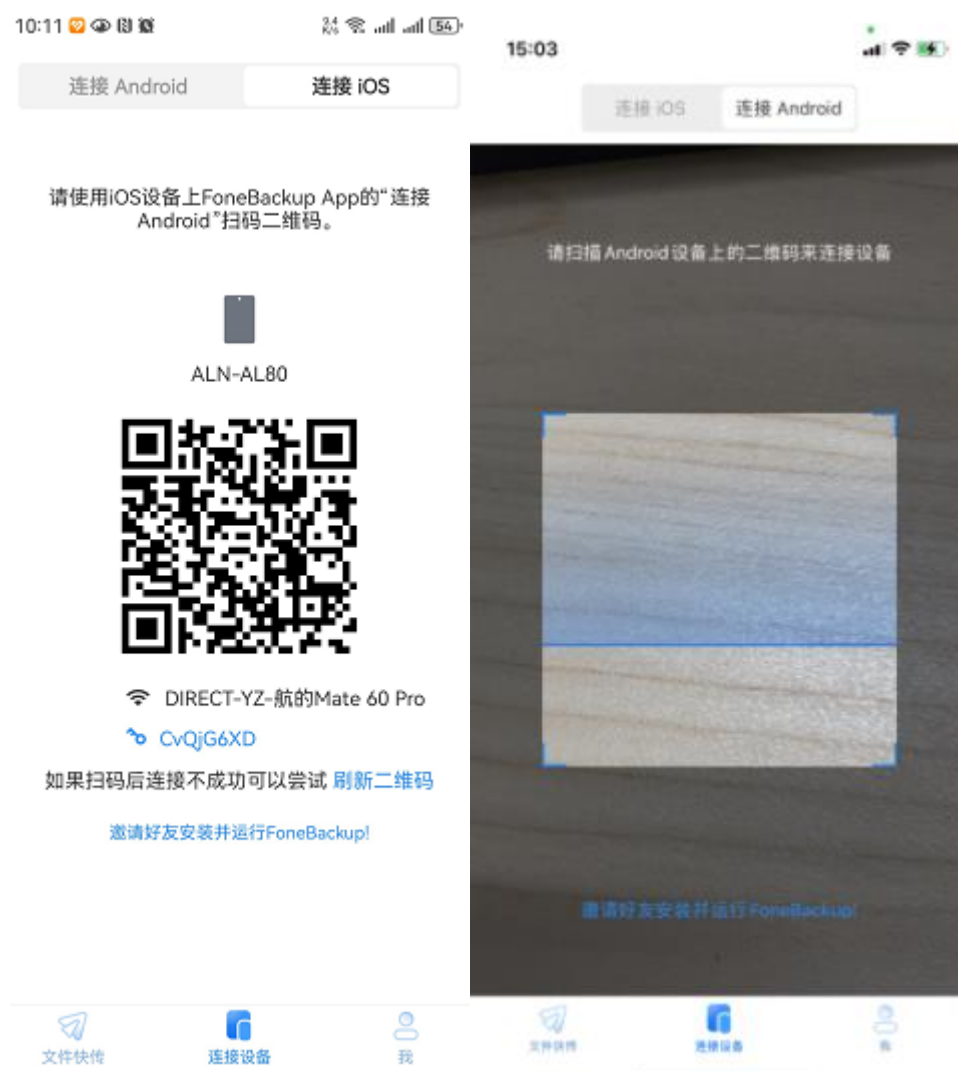 10:11
3.4
K/s
54
连接 Android
连接 iOS
请使用iOS设备上FoneBackup App的“连接
Android”扫码二维码。
ALN-AL80
DIRECT-YZ-航的Mate 60 Pro
CvQjG6XD
如果扫码后连接不成功可以尝试 刷新二维码
邀请好友安装并运行FoneBackup!
文件快传
连接设备
我
15:03
连接 iOS
连接 Android
请扫描Android设备上的二维码来连接设备
邀请好友安装并运行FoneBackup!
文件快传
连接设备
我